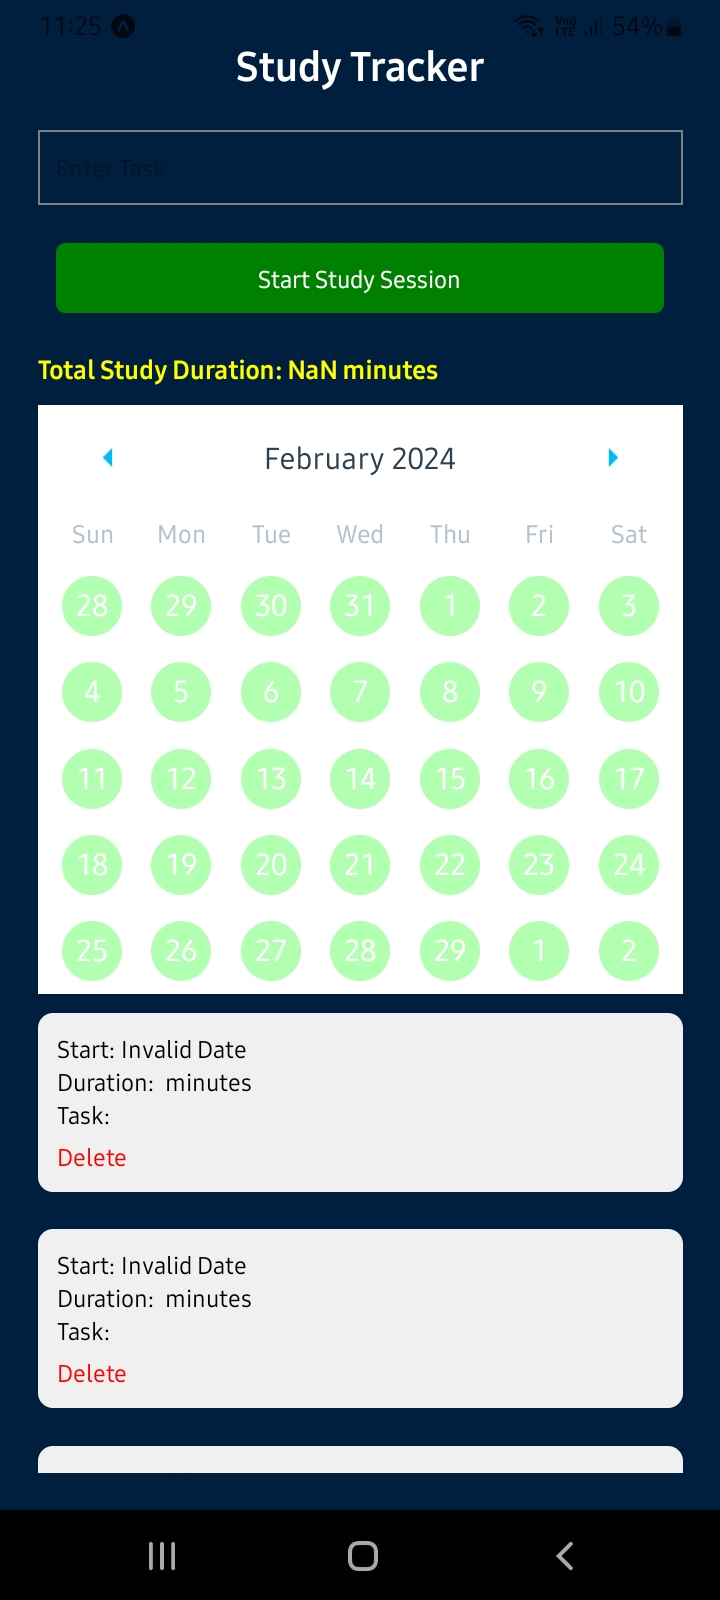 11:25 VoLTE 54%
Study Tracker
Enter Task
Start Study Session
Total Study Duration: NaN minutes
February 2024
Sun Mon Tue Wed Thu Fri Sat
28 29 30 31 1 2 3
4 5 6 7 8 9 10
11 12 13 14 15 16 17
18 19 20 21 22 23 24
25 26 27 28 29 1 2
Start: Invalid Date
Duration:  minutes
Task:
Delete
Start: Invalid Date
Duration:  minutes
Task:
Delete